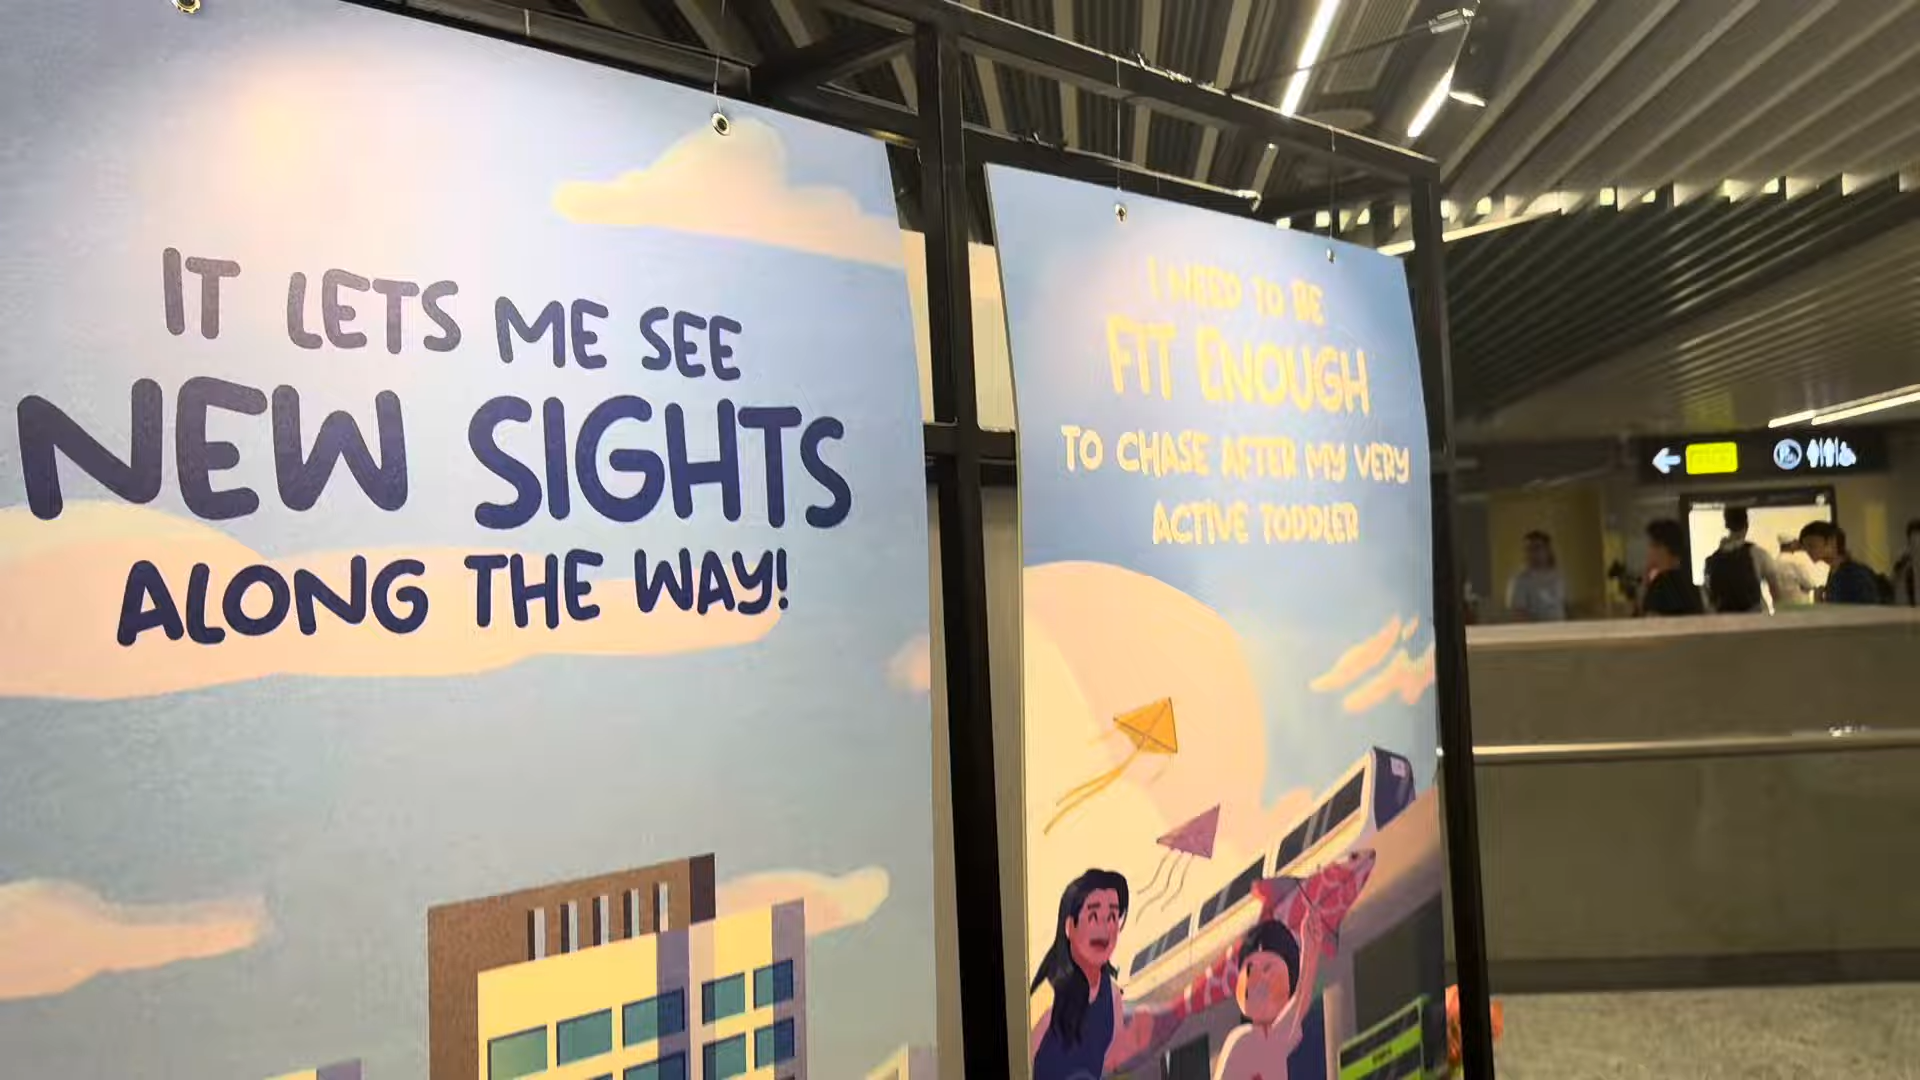 IT LETS ME SEE
NEW SIGHTS
ALONG THE WAY!
I NEED TO BE
FIT ENOUGH
TO CHASE AFTER MY VERY
ACTIVE TODDLER